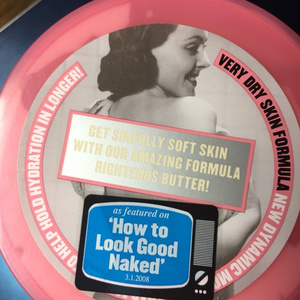 TO HELP HOLD HYDRATION IN LONGER!
VERY DRY SKIN FORMULA NEW DYNAMIC
GET SINFULLY SOFT SKIN
WITH OUR AMAZING FORMULA
RIGHTEOUS BUTTER!
as featured on
'How to
Look Good
Naked'
3.1.2008